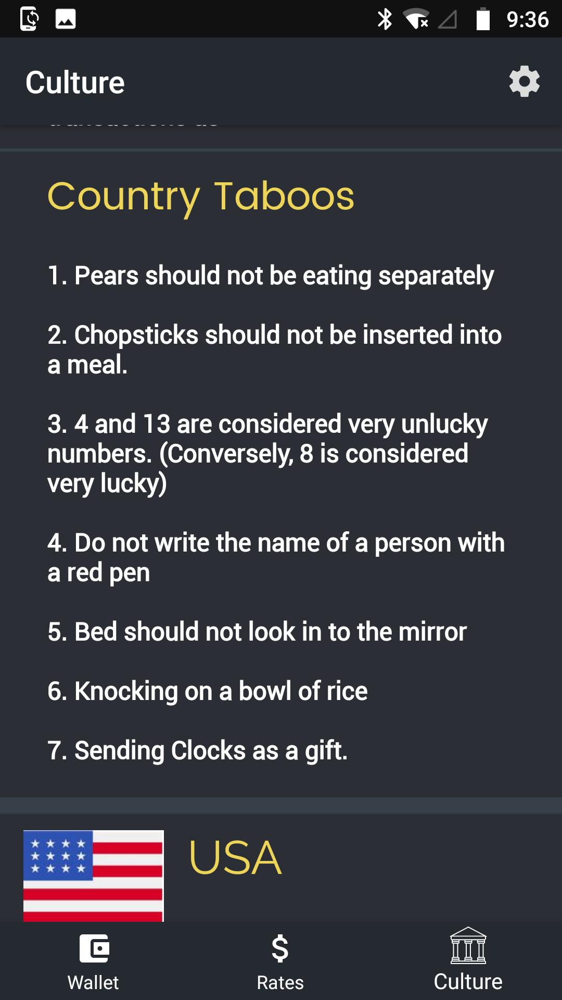 9:36
Culture
Country Taboos
1. Pears should not be eating separately
2. Chopsticks should not be inserted into
a meal.
3. 4 and 13 are considered very unlucky
numbers. (Conversely, 8 is considered
very lucky)
4. Do not write the name of a person with
a red pen
5. Bed should not look in to the mirror
6. Knocking on a bowl of rice
7. Sending Clocks as a gift.
USA
Wallet
Rates
Culture